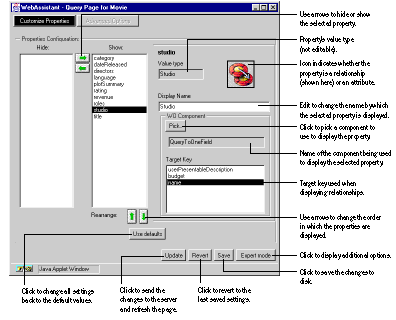 WebAssistant - Query Page for Movie
Customize Properties
Assistant Options
Properties Configuration:
Hide:
Show:
category
dateReleased
directors
language
plotSummary
rating
revenue
roles
studio
title
Rearrange:
studio
Value type
Studio
Display Name
Studio
WO Component
Pick...
QueryToOneField
Target Key
userPresentableDescription
budget
name
Use defaults
Update
Revert
Save
Expert mode
Java Applet Window
Use arrows to hide or show
the selected property.
Property's value type
(not editable).
Icon indicates whether the
property is a relationship
(shown here) or an attribute.
Edit to change the name by which
the selected property is displayed.
Click to pick a component to
use to display the property.
Name of the component being used
to display the selected property.
Target key used when
displaying relationships.
Use arrows to change the order
in which the properties are
displayed.
Click to display additional options.
Click to save the changes to
disk.
Click to change all settings
back to the default values.
Click to send the
changes to the server
and refresh the page.
Click to revert to the
last saved settings.